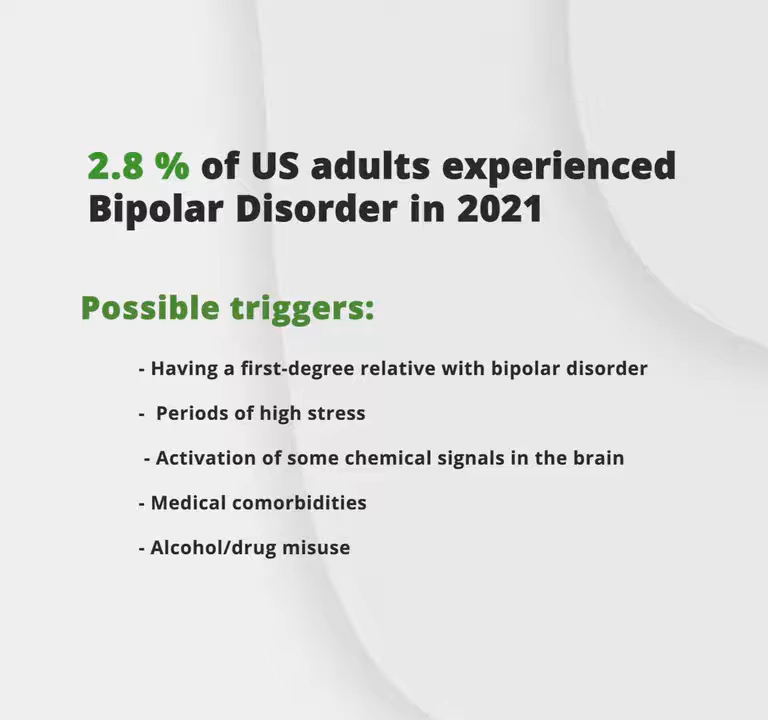 2.8 % of US adults experienced
Bipolar Disorder in 2021
Possible triggers:
- Having a first-degree relative with bipolar disorder
- Periods of high stress
- Activation of some chemical signals in the brain
- Medical comorbidities
- Alcohol/drug misuse